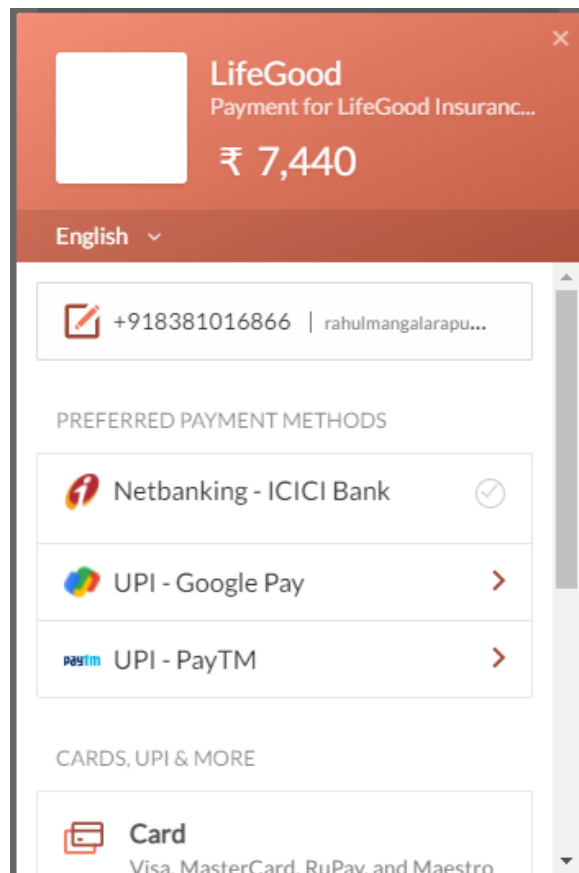 LifeGood
Payment for LifeGood Insuranc...
₹ 7,440
English
+918381016866 | rahulmangalarapu...
PREFERRED PAYMENT METHODS
Netbanking - ICICI Bank
UPI - Google Pay
paytm UPI - PayTM
CARDS, UPI & MORE
Card
Visa, MasterCard, RuPay, and Maestro